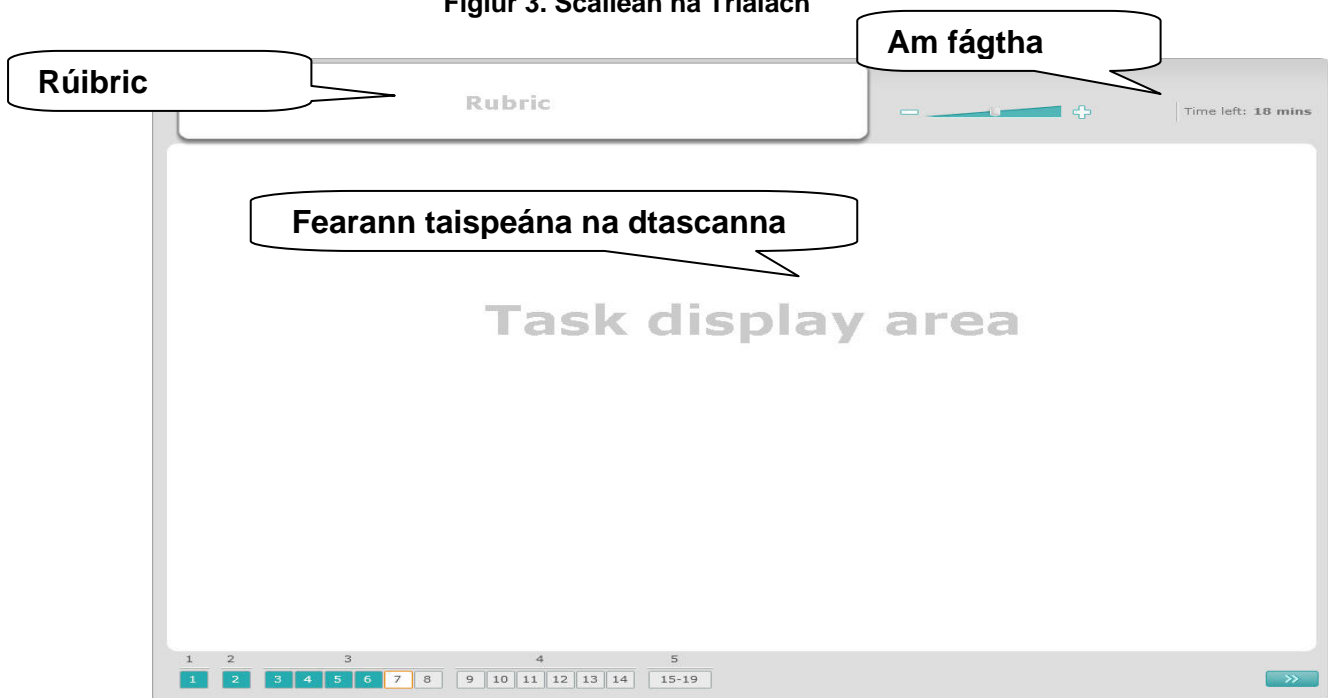 Figiúr 3. Scáileán na Trialach
Am fágtha
Rúibric
Rubric
Time left: 18 mins
Fearann taispeána na dtascanna
Task display area
1 2 3 4 5
1 2 3 4 5 6 7 8 9 10 11 12 13 14 15-19 >>